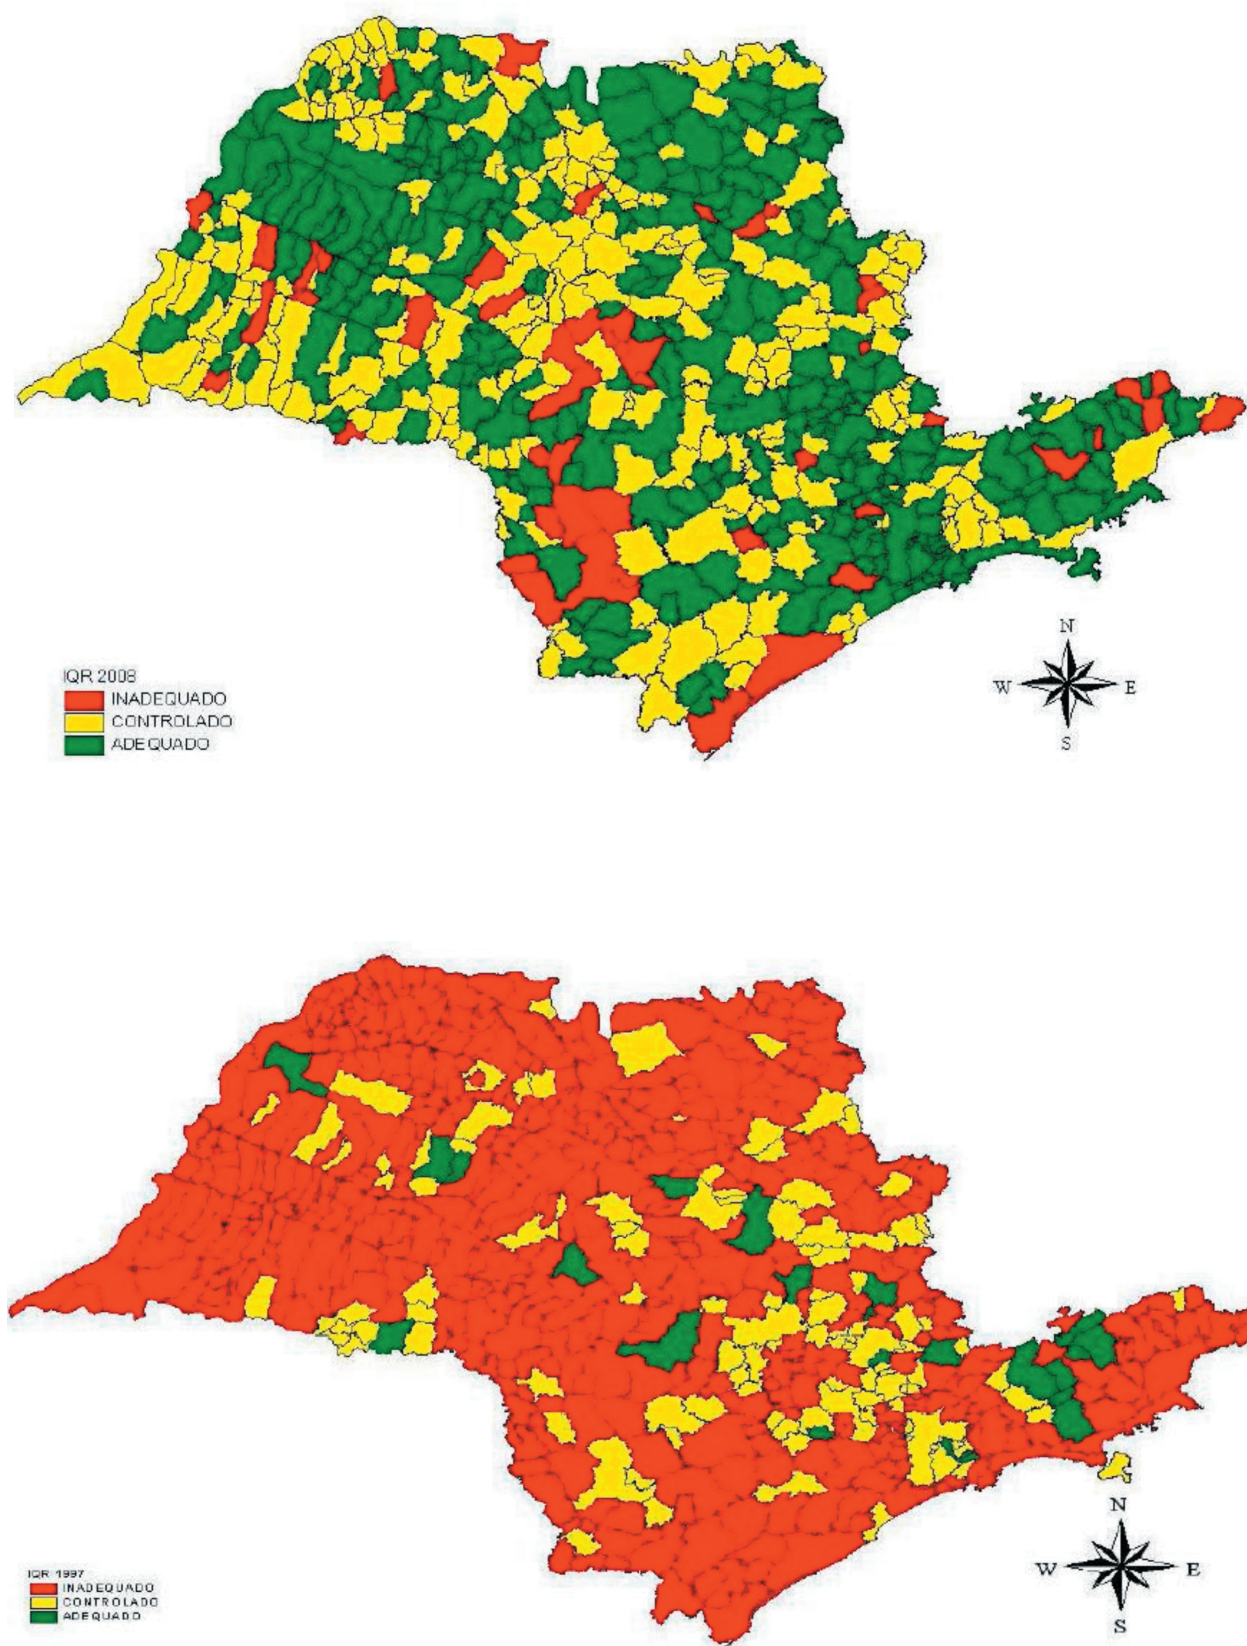 IQR 2008
INADEQUADO
CONTROLADO
ADEQUADO
N
W E
S
IQR 1997
INADEQUADO
CONTROLADO
ADEQUADO
N
W E
S